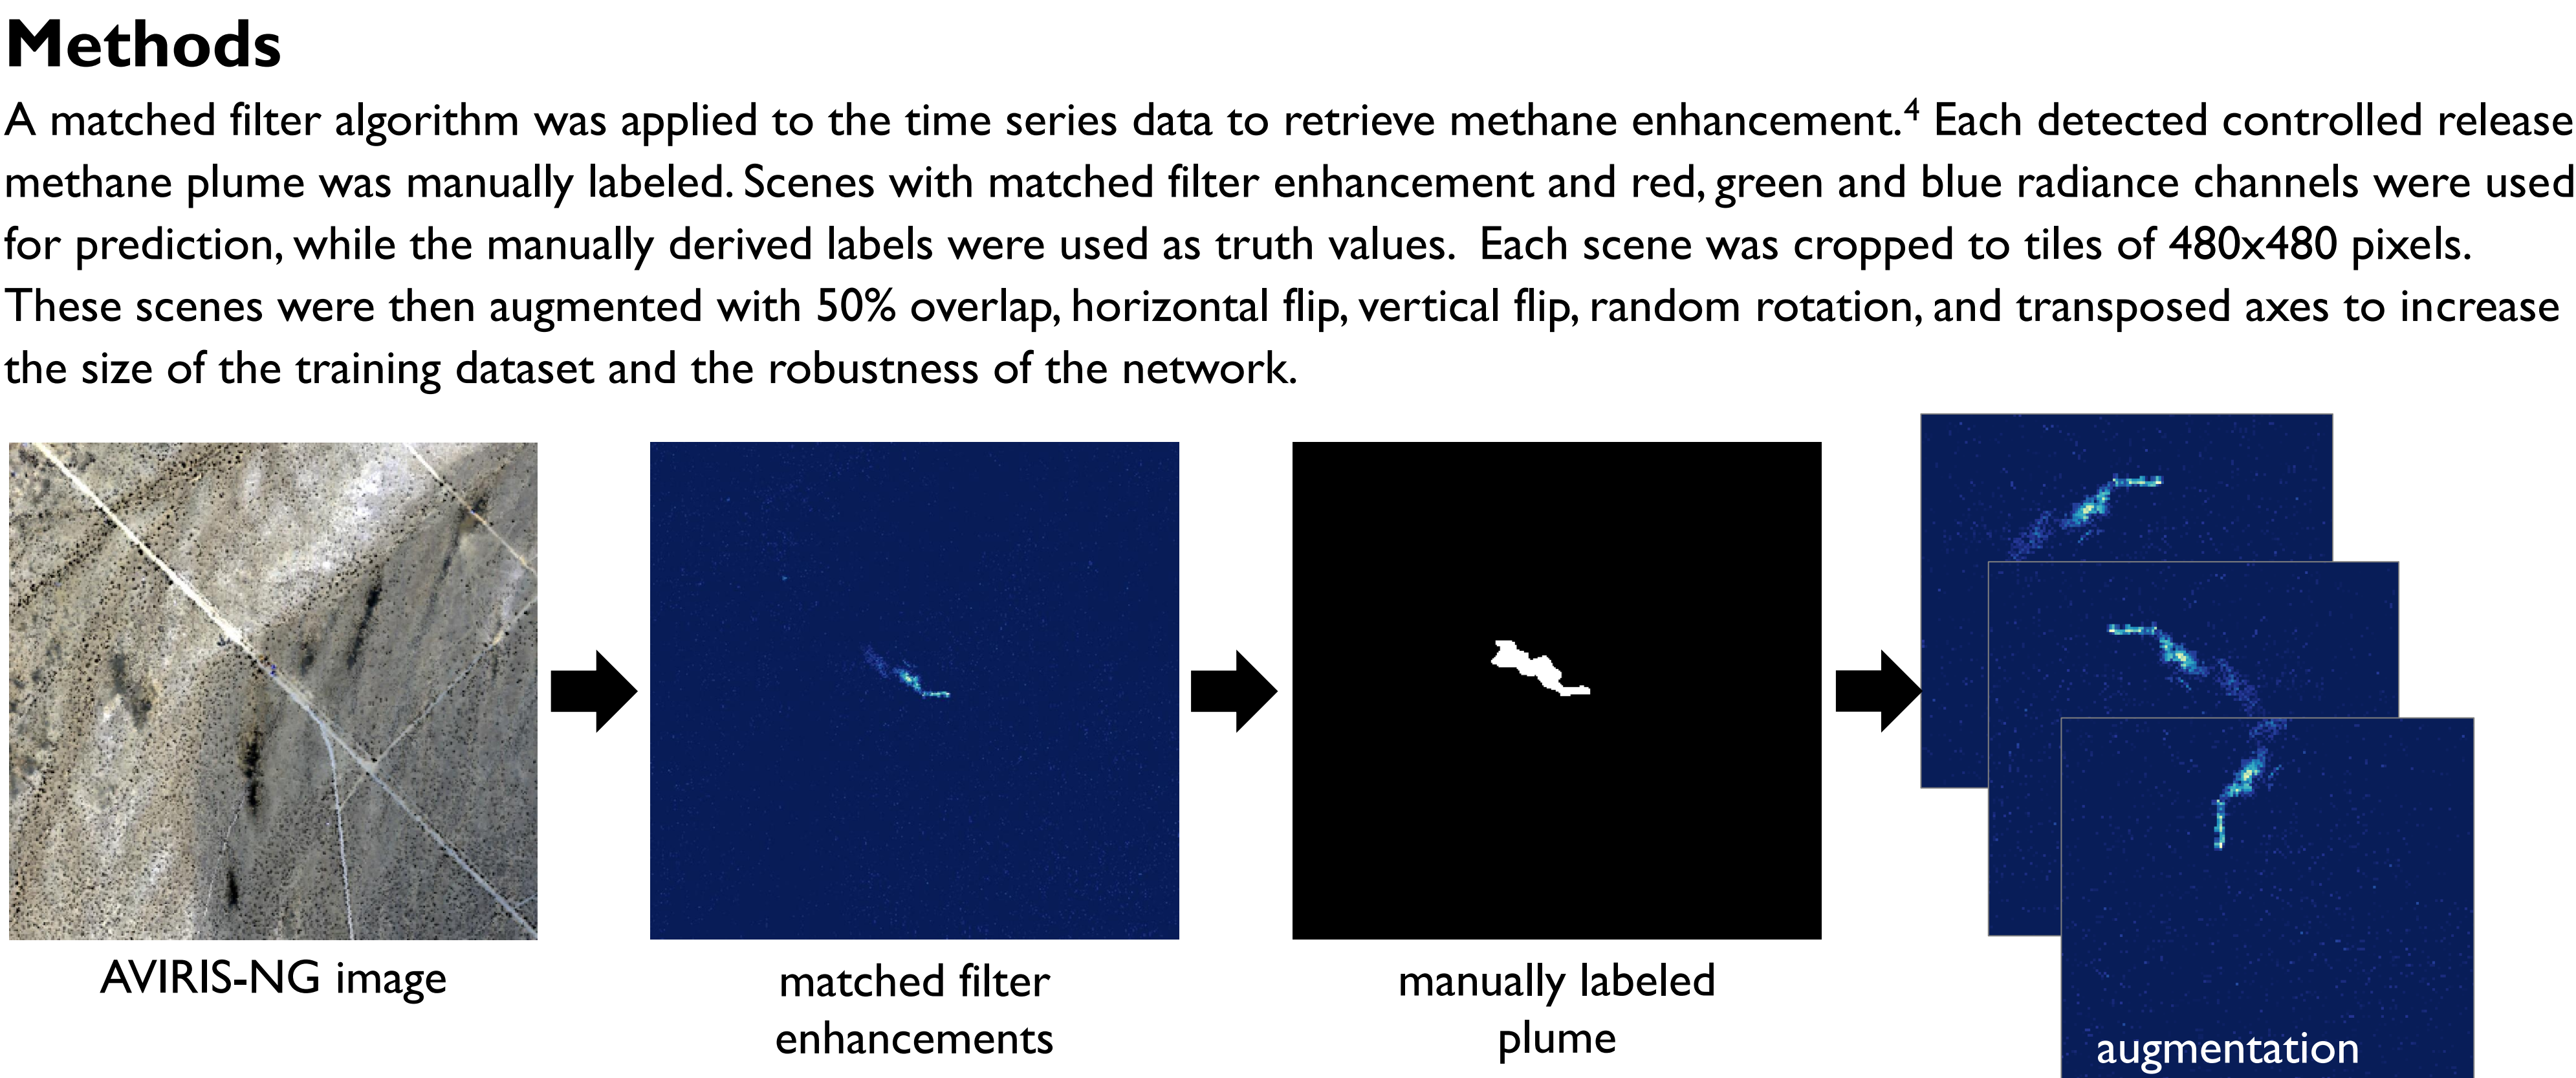 Methods
A matched filter algorithm was applied to the time series data to retrieve methane enhancement.⁴ Each detected controlled release
methane plume was manually labeled. Scenes with matched filter enhancement and red, green and blue radiance channels were used
for prediction, while the manually derived labels were used as truth values.  Each scene was cropped to tiles of 480x480 pixels.
These scenes were then augmented with 50% overlap, horizontal flip, vertical flip, random rotation, and transposed axes to increase
the size of the training dataset and the robustness of the network.
AVIRIS-NG image
matched filter
enhancements
manually labeled
plume
augmentation